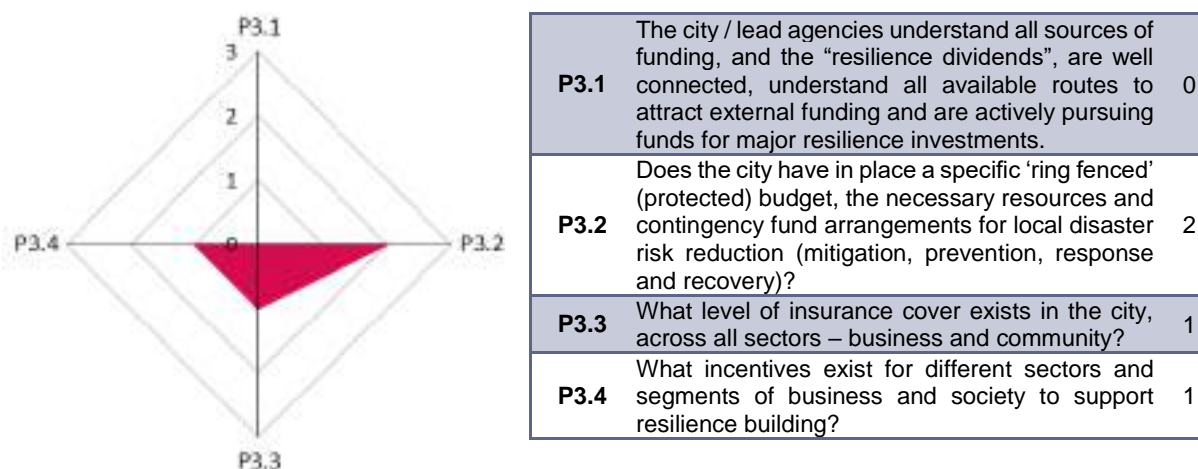 P3.1
3
2
1
0
P3.4
P3.2
P3.3
The city / lead agencies understand all sources of
funding, and the “resilience dividends”, are well
P3.1 connected, understand all available routes to 0
attract external funding and are actively pursuing
funds for major resilience investments.
Does the city have in place a specific ‘ring fenced’
(protected) budget, the necessary resources and
P3.2 contingency fund arrangements for local disaster 2
risk reduction (mitigation, prevention, response
and recovery)?
P3.3 What level of insurance cover exists in the city, 1
across all sectors – business and community?
What incentives exist for different sectors and
P3.4 segments of business and society to support 1
resilience building?